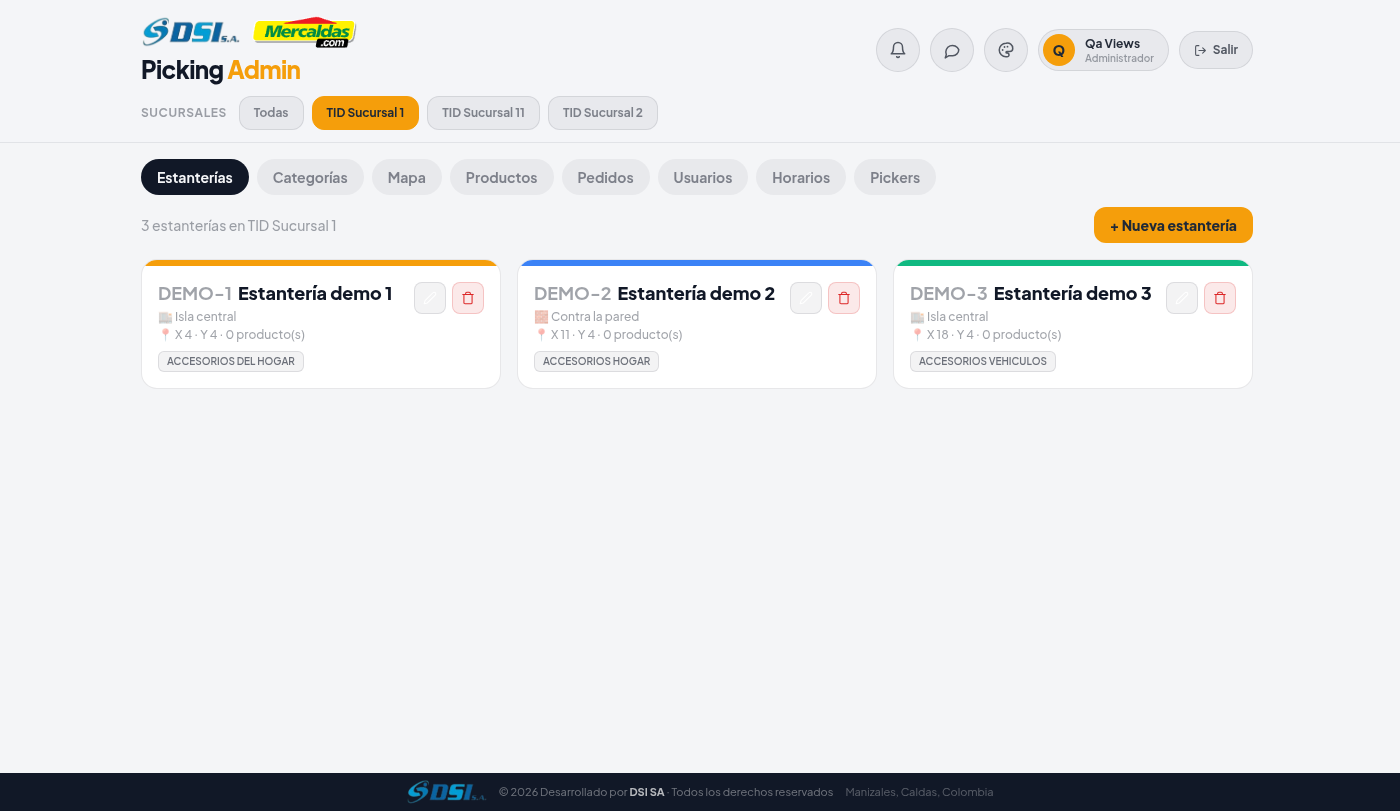 DSI S.A. Mercaldas .com
Picking Admin
Q Qa Views
Administrador
Salir
SUCURSALES Todas TID Sucursal 1 TID Sucursal 11 TID Sucursal 2
Estanterías Categorías Mapa Productos Pedidos Usuarios Horarios Pickers
3 estanterías en TID Sucursal 1 + Nueva estantería
DEMO-1 Estantería demo 1
Isla central
X 4 · Y 4 · 0 producto(s)
ACCESORIOS DEL HOGAR
DEMO-2 Estantería demo 2
Contra la pared
X 11 · Y 4 · 0 producto(s)
ACCESORIOS HOGAR
DEMO-3 Estantería demo 3
Isla central
X 18 · Y 4 · 0 producto(s)
ACCESORIOS VEHICULOS
DSI S.A. © 2026 Desarrollado por DSI SA · Todos los derechos reservados Manizales, Caldas, Colombia